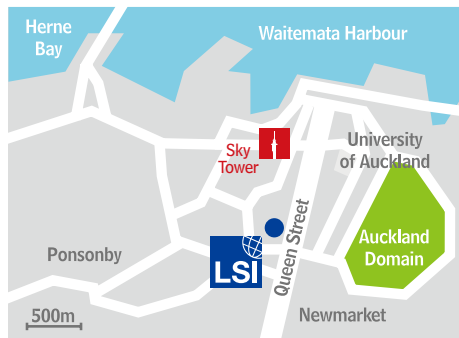 Herne
Bay
Waitemata Harbour
Sky
Tower
University
of Auckland
Queen Street
Auckland
Domain
Ponsonby
LSI
500m
Newmarket